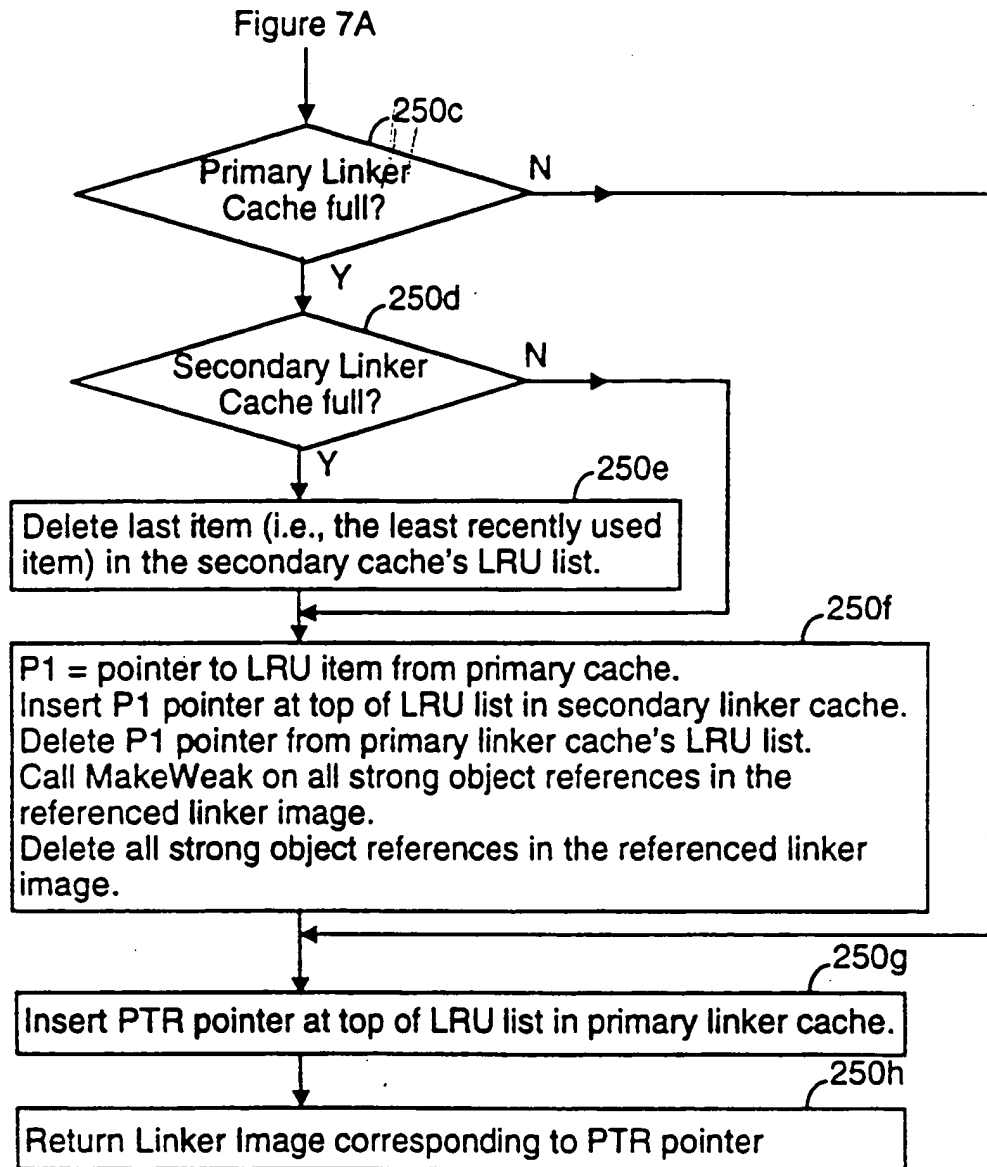 Figure 7A
250c
Primary Linker
Cache full?
N
Y
250d
Secondary Linker
Cache full?
N
Y
250e
Delete last item (i.e., the least recently used
item) in the secondary cache's LRU list.
250f
P1 = pointer to LRU item from primary cache.
Insert P1 pointer at top of LRU list in secondary linker cache.
Delete P1 pointer from primary linker cache's LRU list.
Call MakeWeak on all strong object references in the
referenced linker image.
Delete all strong object references in the referenced linker
image.
250g
Insert PTR pointer at top of LRU list in primary linker cache.
250h
Return Linker Image corresponding to PTR pointer